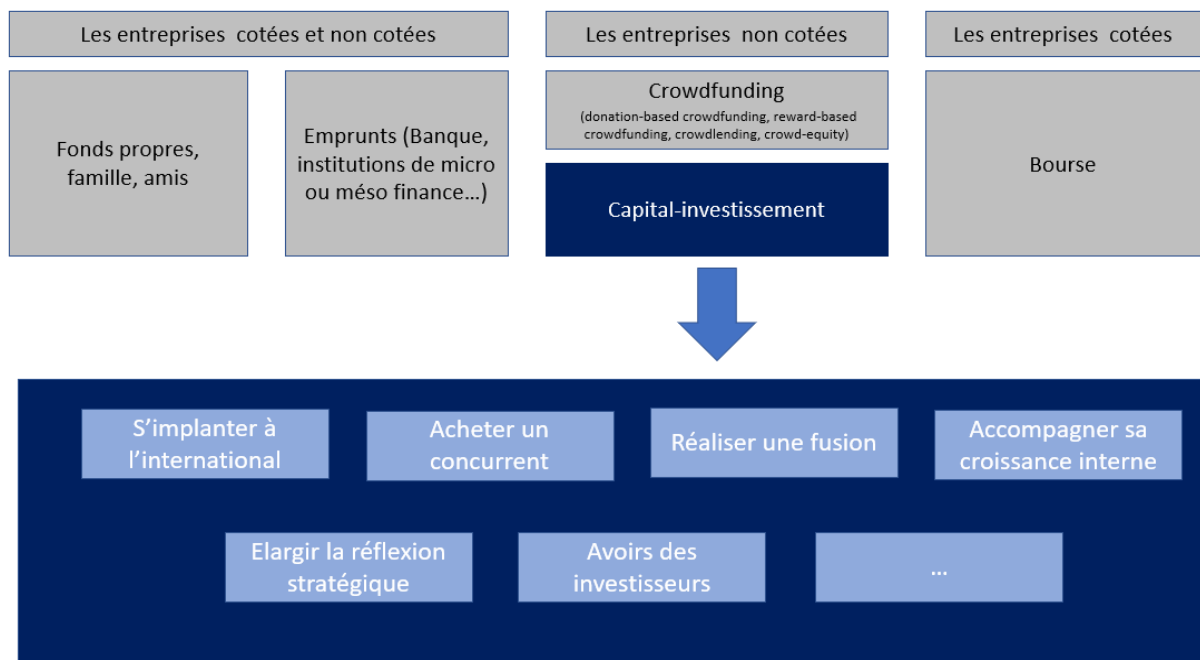 Les entreprises cotées et non cotées
Les entreprises non cotées
Les entreprises cotées
Fonds propres,
famille, amis
Emprunts (Banque,
institutions de micro
ou méso finance…)
Crowdfunding
(donation-based crowdfunding, reward-based
crowdfunding, crowdlending, crowd-equity)
Capital-investissement
Bourse
S’implanter à
l’international
Acheter un
concurrent
Réaliser une fusion
Accompagner sa
croissance interne
Elargir la réflexion
stratégique
Avoirs des
investisseurs
…